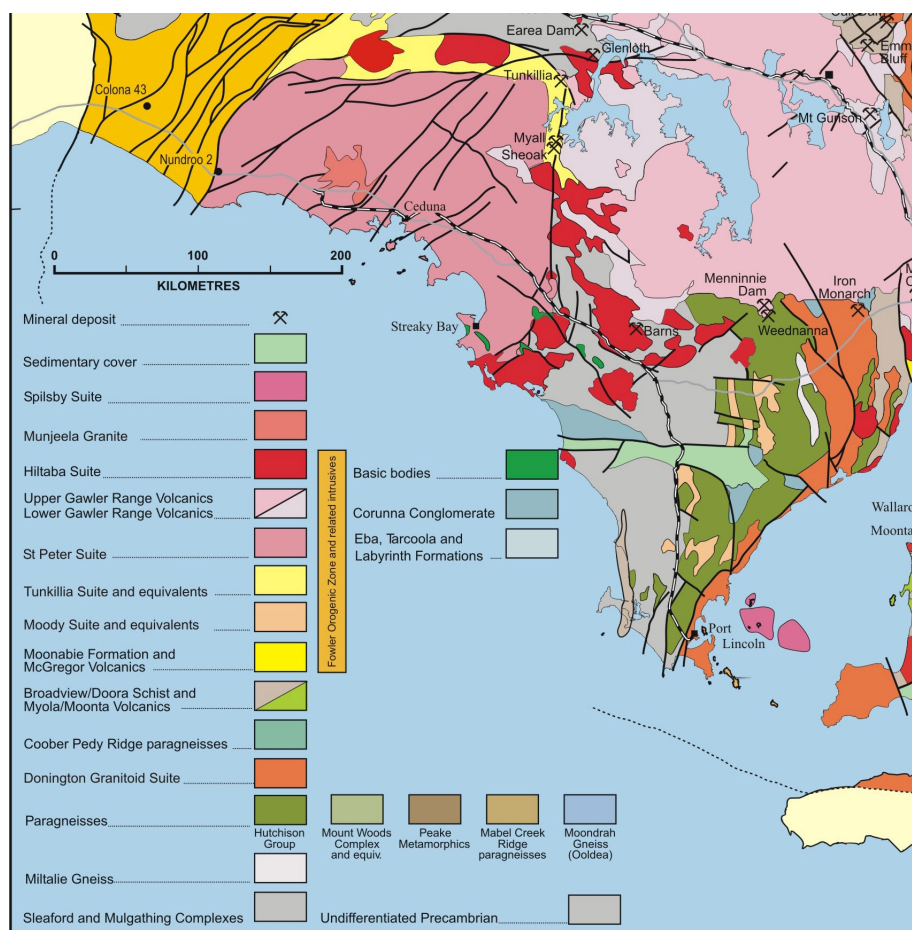 Earea Dam
Glenloth
Bluff
Tunkillia
Colona 43
Mt Gunson
Myall
Sheoak
Nundroo 2
Ceduna
0 100 200
KILOMETRES
Menninnie
Dam
Iron
Monarch
Streaky Bay
Barns
Weednanna
Mineral deposit
Sedimentary cover
Spilsby Suite
Munjeela Granite
Hiltaba Suite
Upper Gawler Range Volcanics
Lower Gawler Range Volcanics
St Peter Suite
Tunkillia Suite and equivalents
Moody Suite and equivalents
Moonabie Formation and
McGregor Volcanics
Fowler Orogenic Zone and related intrusives
Basic bodies
Corunna Conglomerate
Eba, Tarcoola and
Labyrinth Formations
Wallaro
Moonta
Port
Lincoln
Broadview/Doora Schist and
Myola/Moonta Volcanics
Coober Pedy Ridge paragneisses
Donington Granitoid Suite
Paragneisses
Hutchison
Group
Mount Woods
Complex
and equiv.
Peake
Metamorphics
Mabel Creek
Ridge
paragneisses
Moondrah
Gneiss
(Ooldea)
Miltalie Gneiss
Sleaford and Mulgathing Complexes
Undifferentiated Precambrian